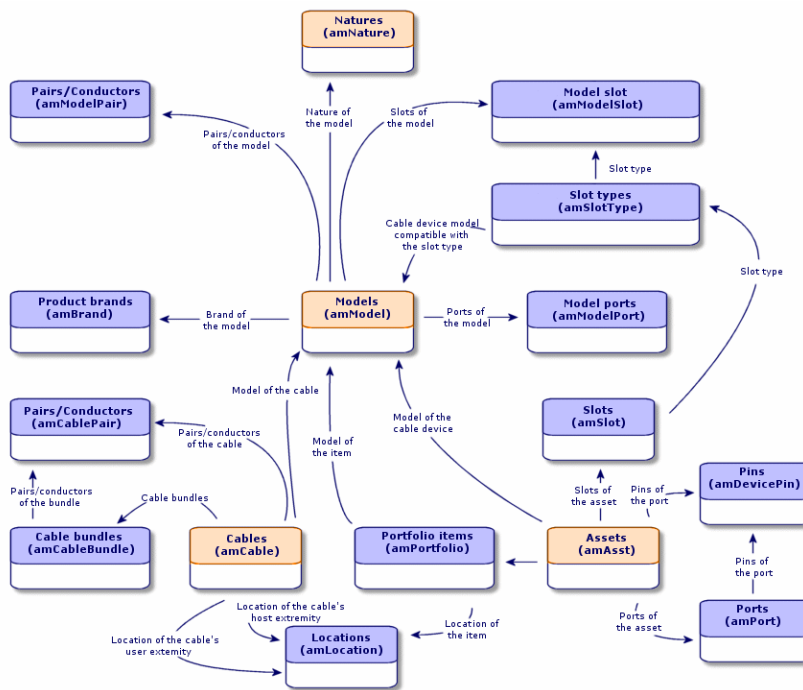 Natures
(amNature)
Pairs/Conductors
(amModelPair)
Model slot
(amModelSlot)
Nature of
the model
Slots of
the model
Pairs/conductors
of the model
Slot type
Slot types
(amSlotType)
Cable device model
compatible with
the slot type
Slot type
Product brands
(amBrand)
Brand of
the model
Models
(amModel)
Ports of
the model
Model ports
(amModelPort)
Model of the cable
Pairs/Conductors
(amCablePair)
Pairs/conductors
of the cable
Model of
the item
Model of the
cable device
Slots
(amSlot)
Pairs/conductors
of the bundle
Cable bundles
Slots of
the asset
Pins of
the port
Pins
(amDevicePin)
Cable bundles
(amCableBundle)
Cables
(amCable)
Portfolio items
(amPortfolio)
Assets
(amAsst)
Pins of
the port
Location of the cable's
host extremity
Location of the cable's
user extemity
Locations
(amLocation)
Location of
the item
Ports of
the asset
Ports
(amPort)